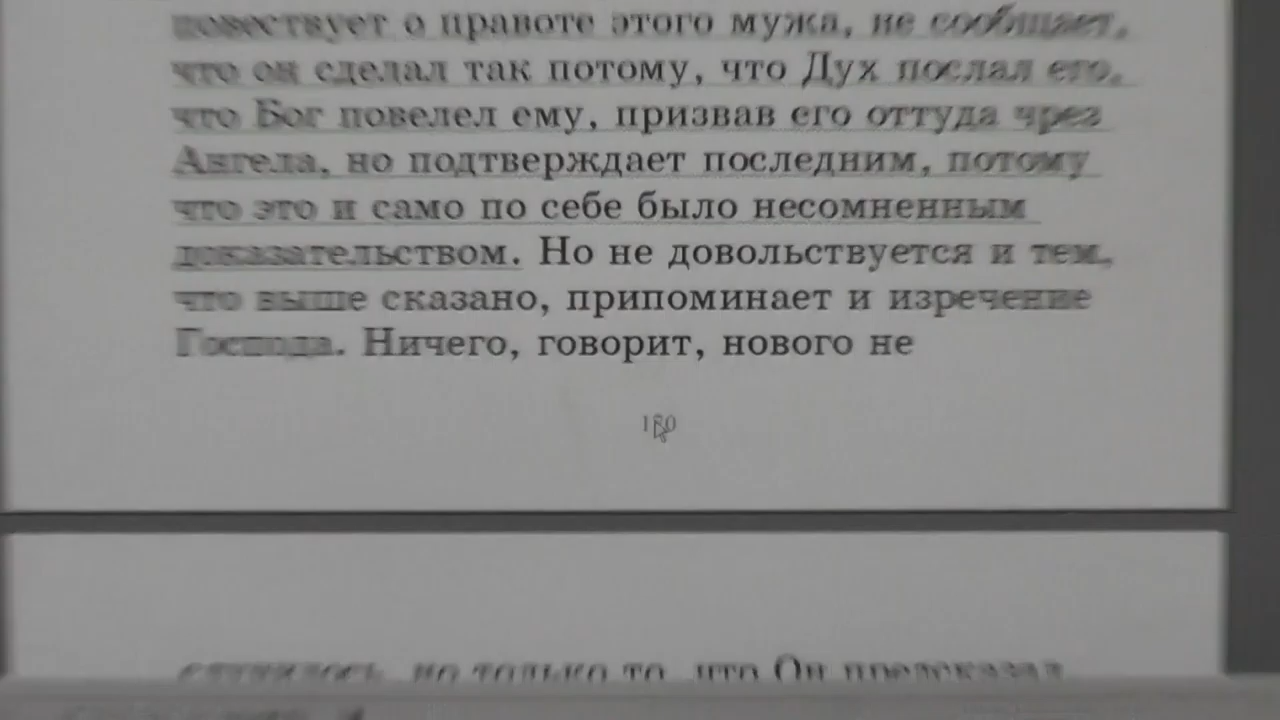 повествует о правоте этого мужа, не сообщает,
что он сделал так потому, что Дух послал его,
что Бог повелел ему, призвав его оттуда чрез
Ангела, но подтверждает последним, потому
что это и само по себе было несомненным
доказательством. Но не довольствуется и тем,
что выше сказано, припоминает и изречение
Господа. Ничего, говорит, нового не
случилось, но только то, что Он предсказал